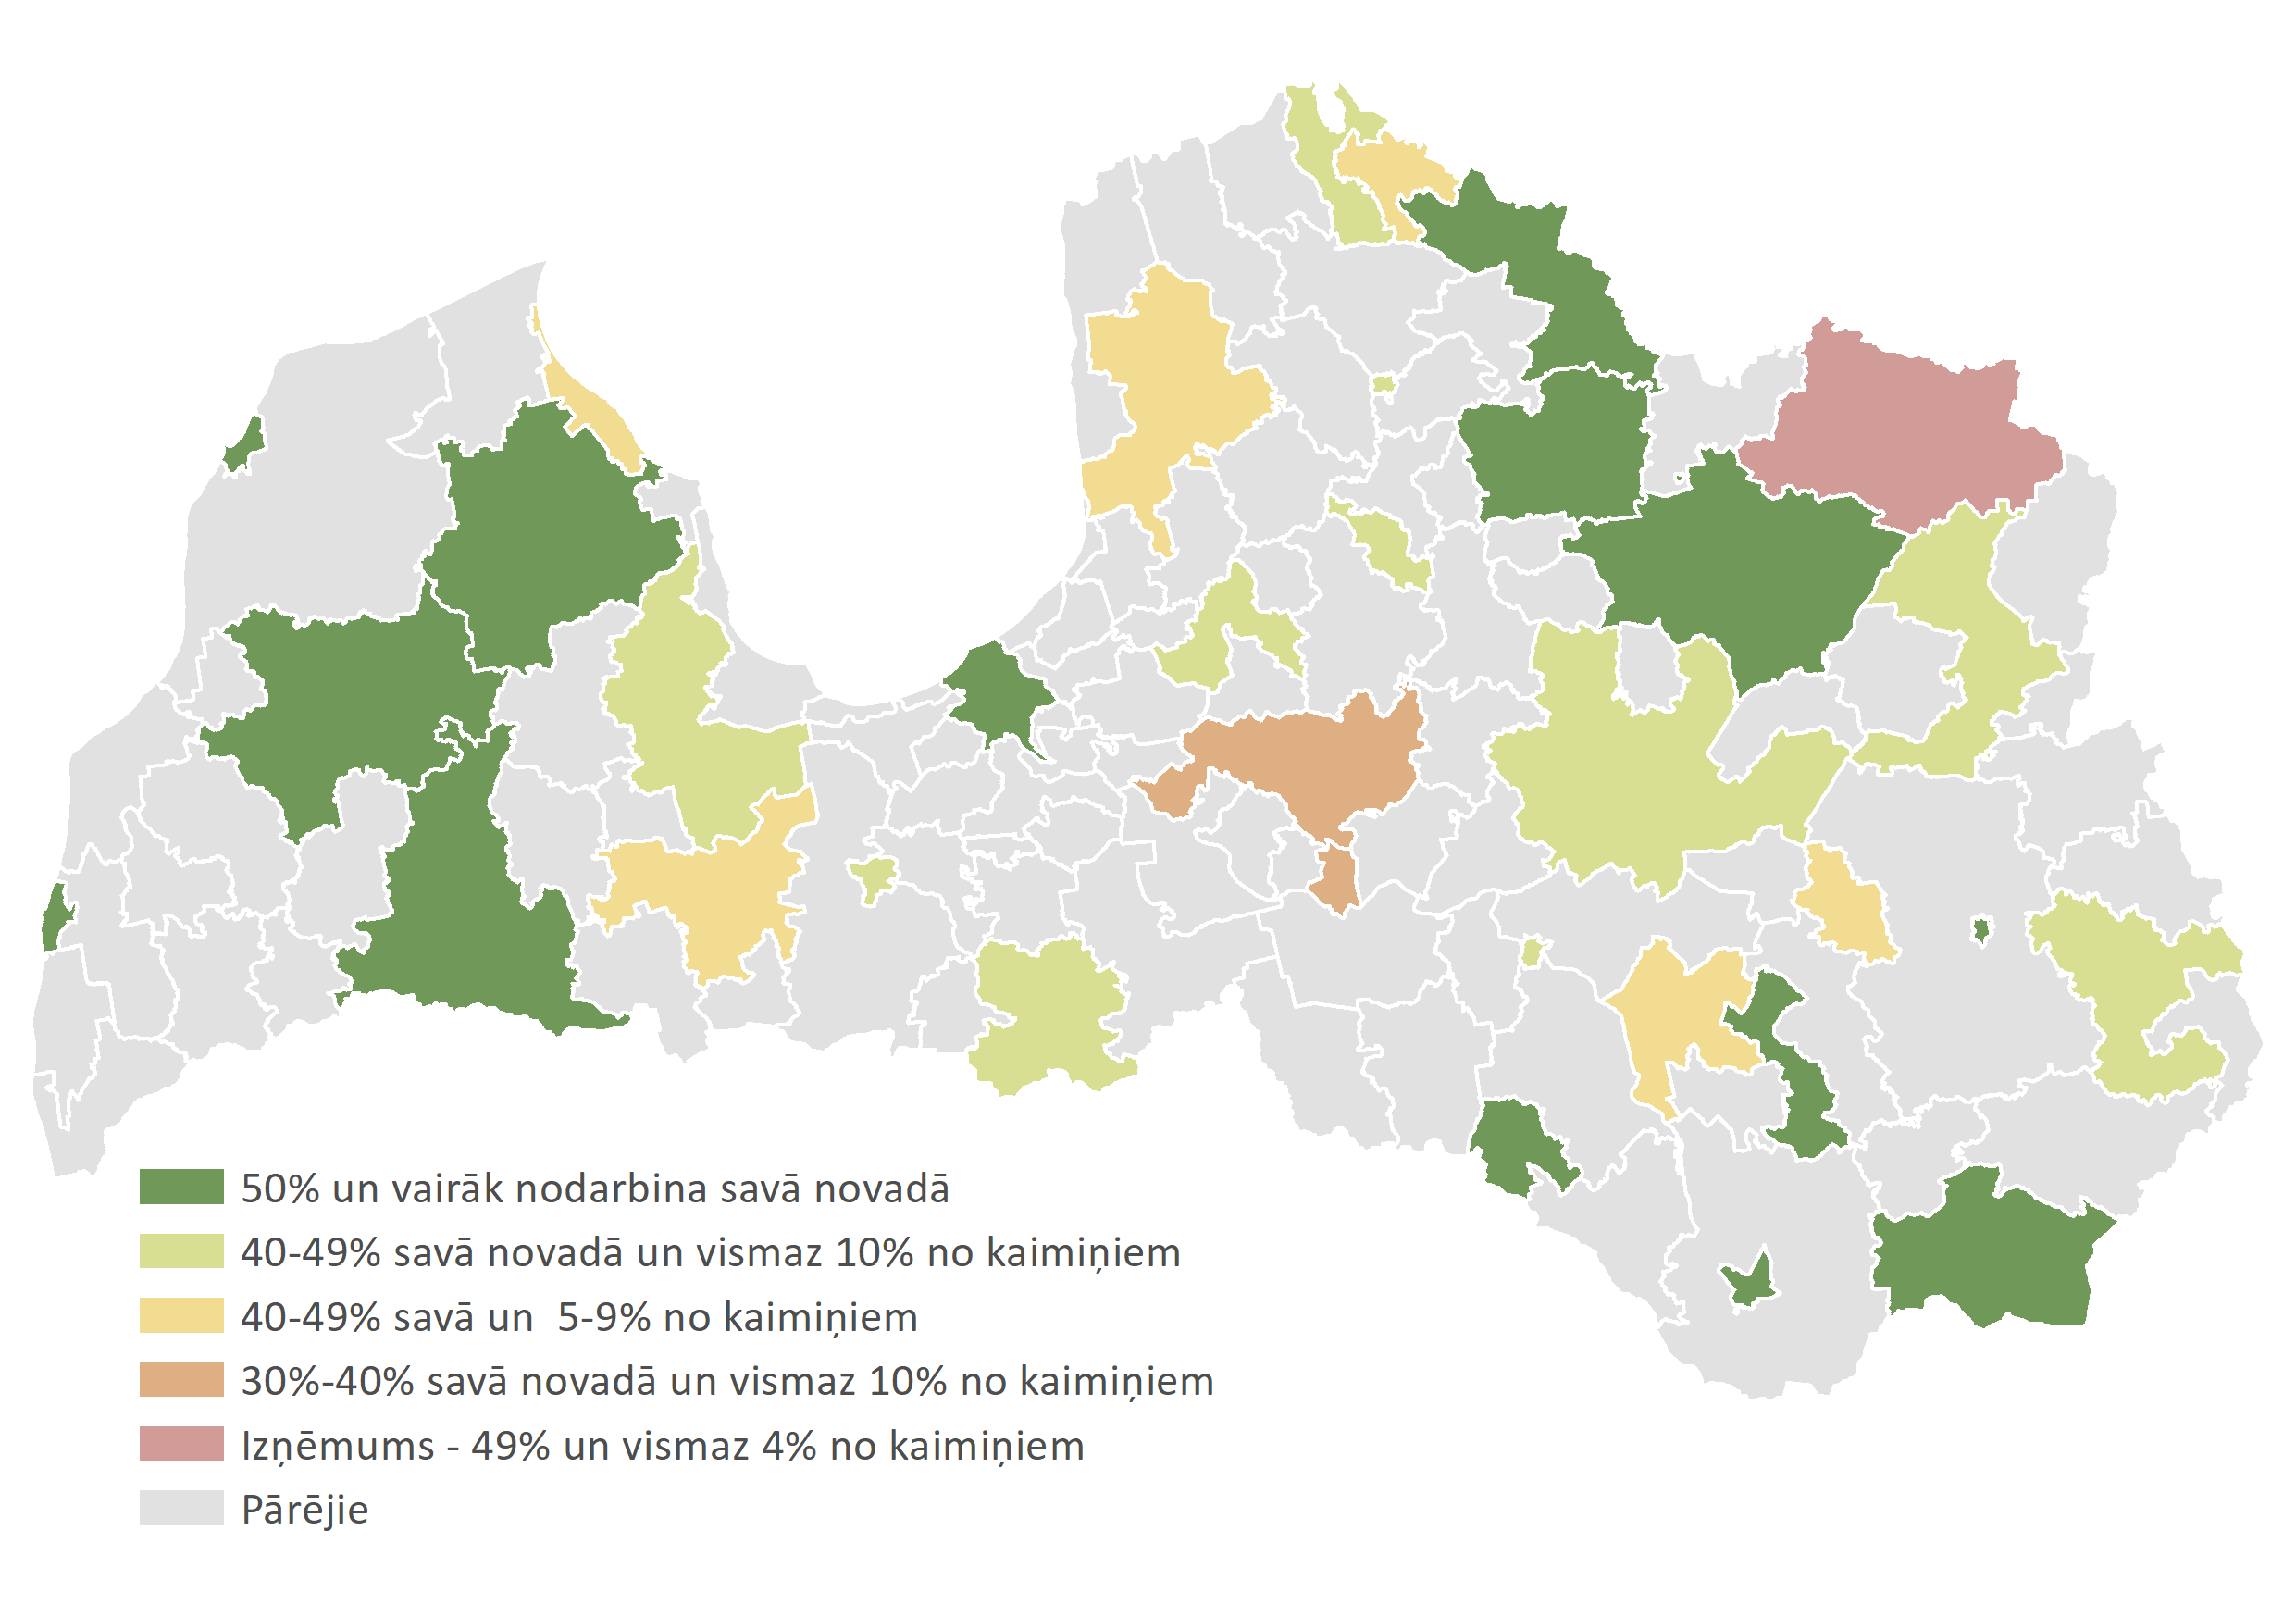 50% un vairāk nodarbina savā novadā
40-49% savā novadā un vismaz 10% no kaimiņiem
40-49% savā un  5-9% no kaimiņiem
30%-40% savā novadā un vismaz 10% no kaimiņiem
Izņēmums - 49% un vismaz 4% no kaimiņiem
Pārējie